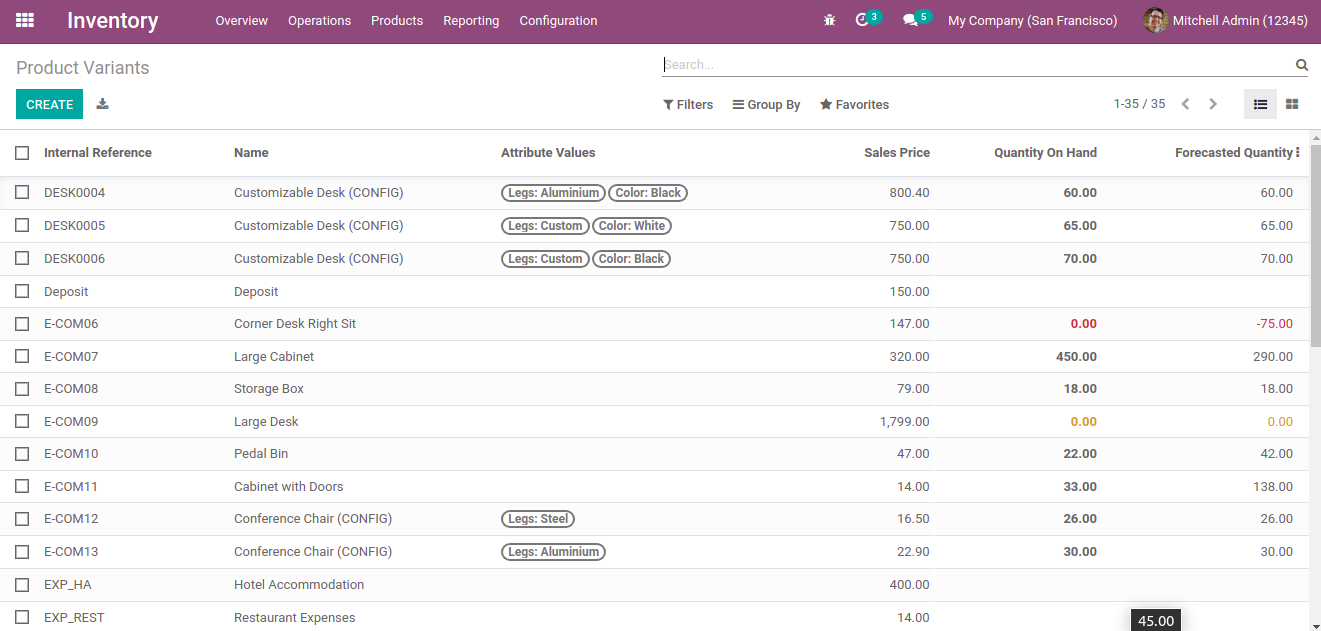 Inventory Overview Operations Products Reporting Configuration 3 5 My Company (San Francisco) Mitchell Admin (12345)
Product Variants Search...
CREATE Filters Group By Favorites 1-35 / 35
Internal Reference Name Attribute Values Sales Price Quantity On Hand Forecasted Quantity
DESK0004 Customizable Desk (CONFIG) Legs: Aluminium Color: Black 800.40 60.00 60.00
DESK0005 Customizable Desk (CONFIG) Legs: Custom Color: White 750.00 65.00 65.00
DESK0006 Customizable Desk (CONFIG) Legs: Custom Color: Black 750.00 70.00 70.00
Deposit Deposit 150.00
E-COM06 Corner Desk Right Sit 147.00 0.00 -75.00
E-COM07 Large Cabinet 320.00 450.00 290.00
E-COM08 Storage Box 79.00 18.00 18.00
E-COM09 Large Desk 1,799.00 0.00 0.00
E-COM10 Pedal Bin 47.00 22.00 42.00
E-COM11 Cabinet with Doors 14.00 33.00 138.00
E-COM12 Conference Chair (CONFIG) Legs: Steel 16.50 26.00 26.00
E-COM13 Conference Chair (CONFIG) Legs: Aluminium 22.90 30.00 30.00
EXP_HA Hotel Accommodation 400.00
EXP_REST Restaurant Expenses 14.00
45.00